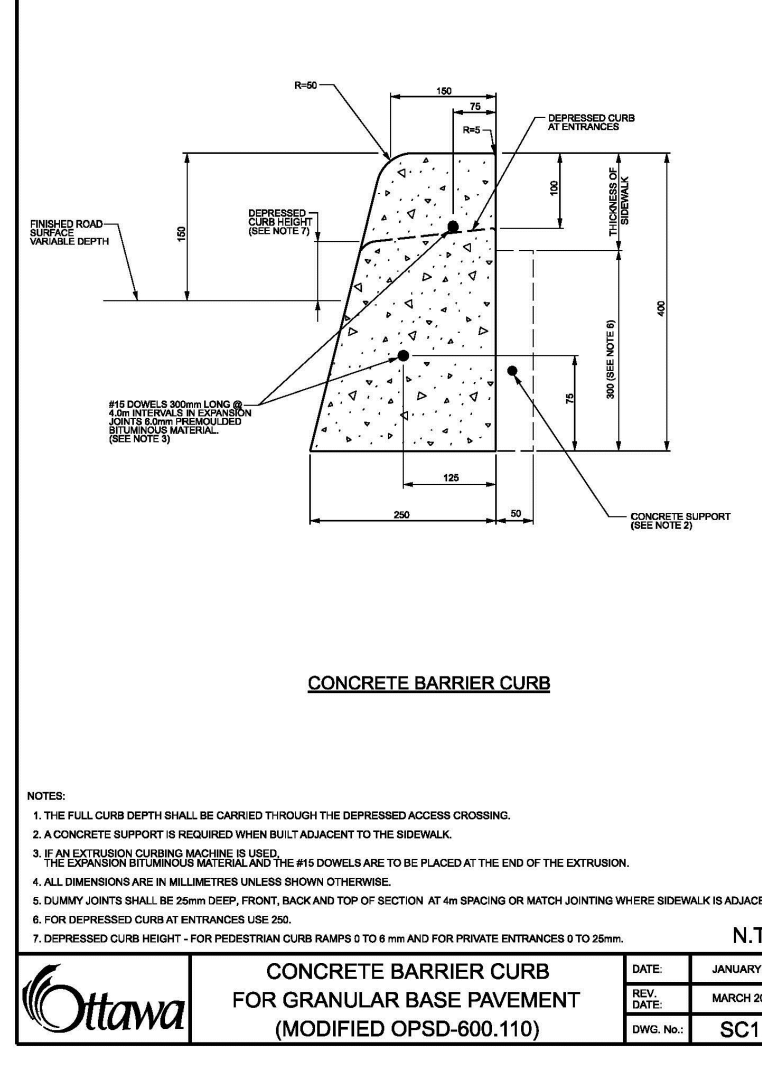 R=50
150
75
R=5
DEPRESSED CURB
AT ENTRANCES
FINISHED ROAD
SURFACE
VARIABLE DEPTH
150
DEPRESSED
CURB HEIGHT
(SEE NOTE 7)
100
THICKNESS OF
SIDEWALK
300 (SEE NOTE 6)
400
#15 DOWELS 300mm LONG @
4.0m INTERVALS IN EXPANSION
JOINTS 6.0mm PREMOULDED
BITUMINOUS MATERIAL.
(SEE NOTE 3)
75
125
250
50
CONCRETE SUPPORT
(SEE NOTE 2)
CONCRETE BARRIER CURB
NOTES:
1. THE FULL CURB DEPTH SHALL BE CARRIED THROUGH THE DEPRESSED ACCESS CROSSING.
2. A CONCRETE SUPPORT IS REQUIRED WHEN BUILT ADJACENT TO THE SIDEWALK.
3. IF AN EXTRUSION CURBING MACHINE IS USED,
THE EXPANSION BITUMINOUS MATERIAL AND THE #15 DOWELS ARE TO BE PLACED AT THE END OF THE EXTRUSION.
4. ALL DIMENSIONS ARE IN MILLIMETRES UNLESS SHOWN OTHERWISE.
5. DUMMY JOINTS SHALL BE 25mm DEEP, FRONT, BACK AND TOP OF SECTION AT 4m SPACING OR MATCH JOINTING WHERE SIDEWALK IS ADJACE
6. FOR DEPRESSED CURB AT ENTRANCES USE 250.
7. DEPRESSED CURB HEIGHT - FOR PEDESTRIAN CURB RAMPS 0 TO 6 mm AND FOR PRIVATE ENTRANCES 0 TO 25mm.
N.T
Ottawa
CONCRETE BARRIER CURB
FOR GRANULAR BASE PAVEMENT
(MODIFIED OPSD-600.110)
DATE: JANUARY
REV. DATE: MARCH 20
DWG. No.: SC1